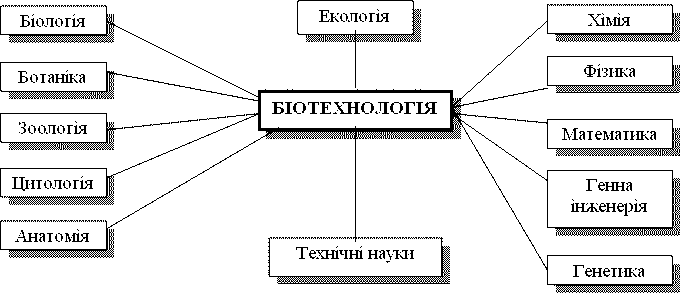 Біологія
Екологія
Хімія
Ботаніка
Фізика
БІОТЕХНОЛОГІЯ
Зоологія
Математика
Цитологія
Генна
інженерія
Анатомія
Технічні науки
Генетика